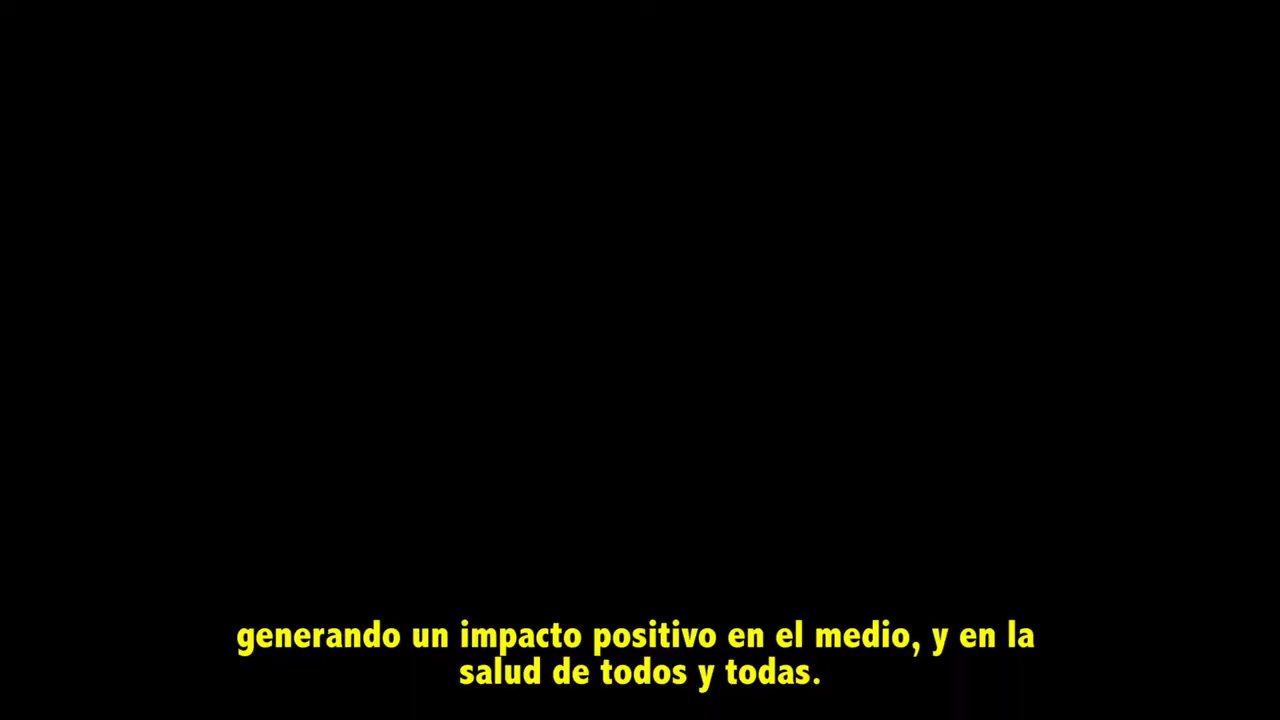 generando un impacto positivo en el medio, y en la
salud de todos y todas.